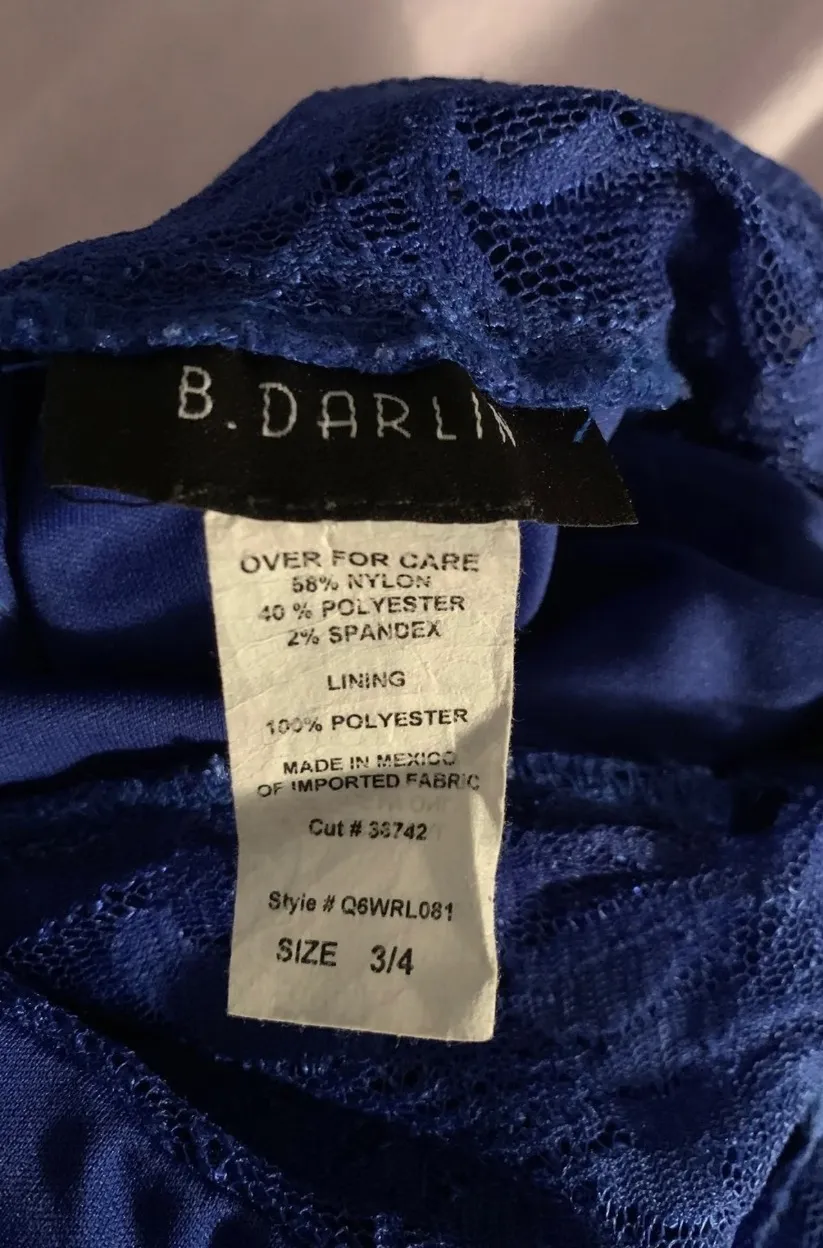 B. DARLIN
OVER FOR CARE
58% NYLON
40 % POLYESTER
2% SPANDEX
LINING
100% POLYESTER
MADE IN MEXICO
OF IMPORTED FABRIC
Cut # 38742
Style # Q6WRL081
SIZE 3/4